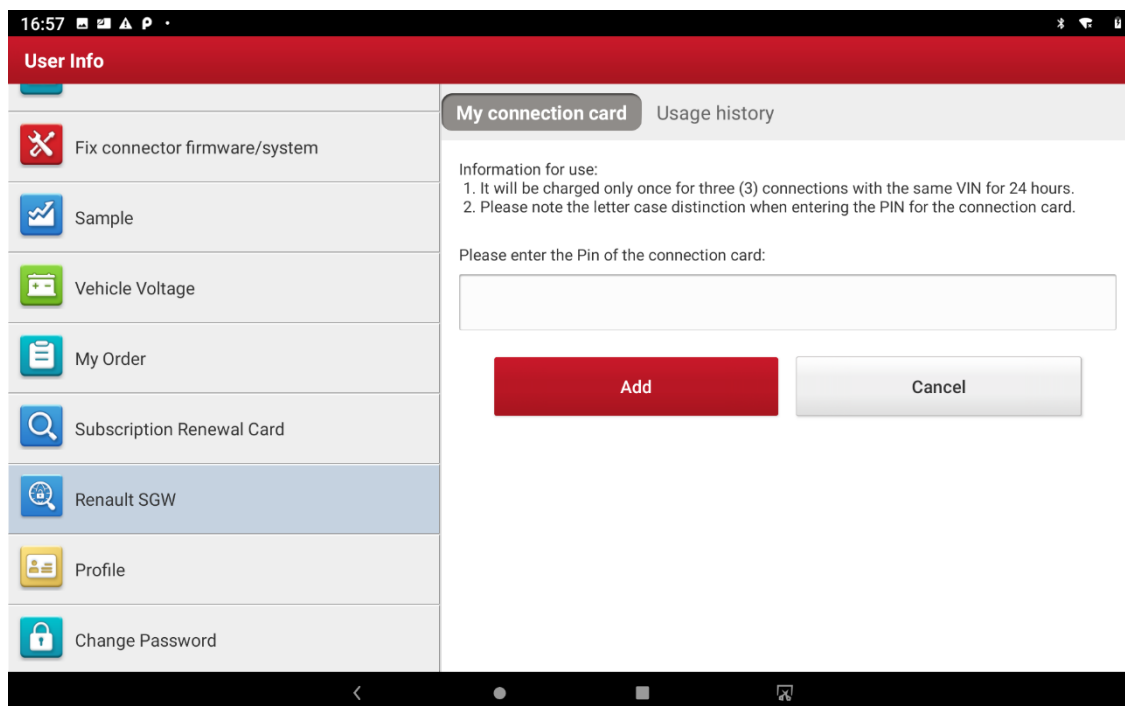 16:57
User Info
Fix connector firmware/system
Sample
Vehicle Voltage
My Order
Subscription Renewal Card
Renault SGW
Profile
Change Password
My connection card
Usage history
Information for use:
1. It will be charged only once for three (3) connections with the same VIN for 24 hours.
2. Please note the letter case distinction when entering the PIN for the connection card.
Please enter the Pin of the connection card:
Add
Cancel